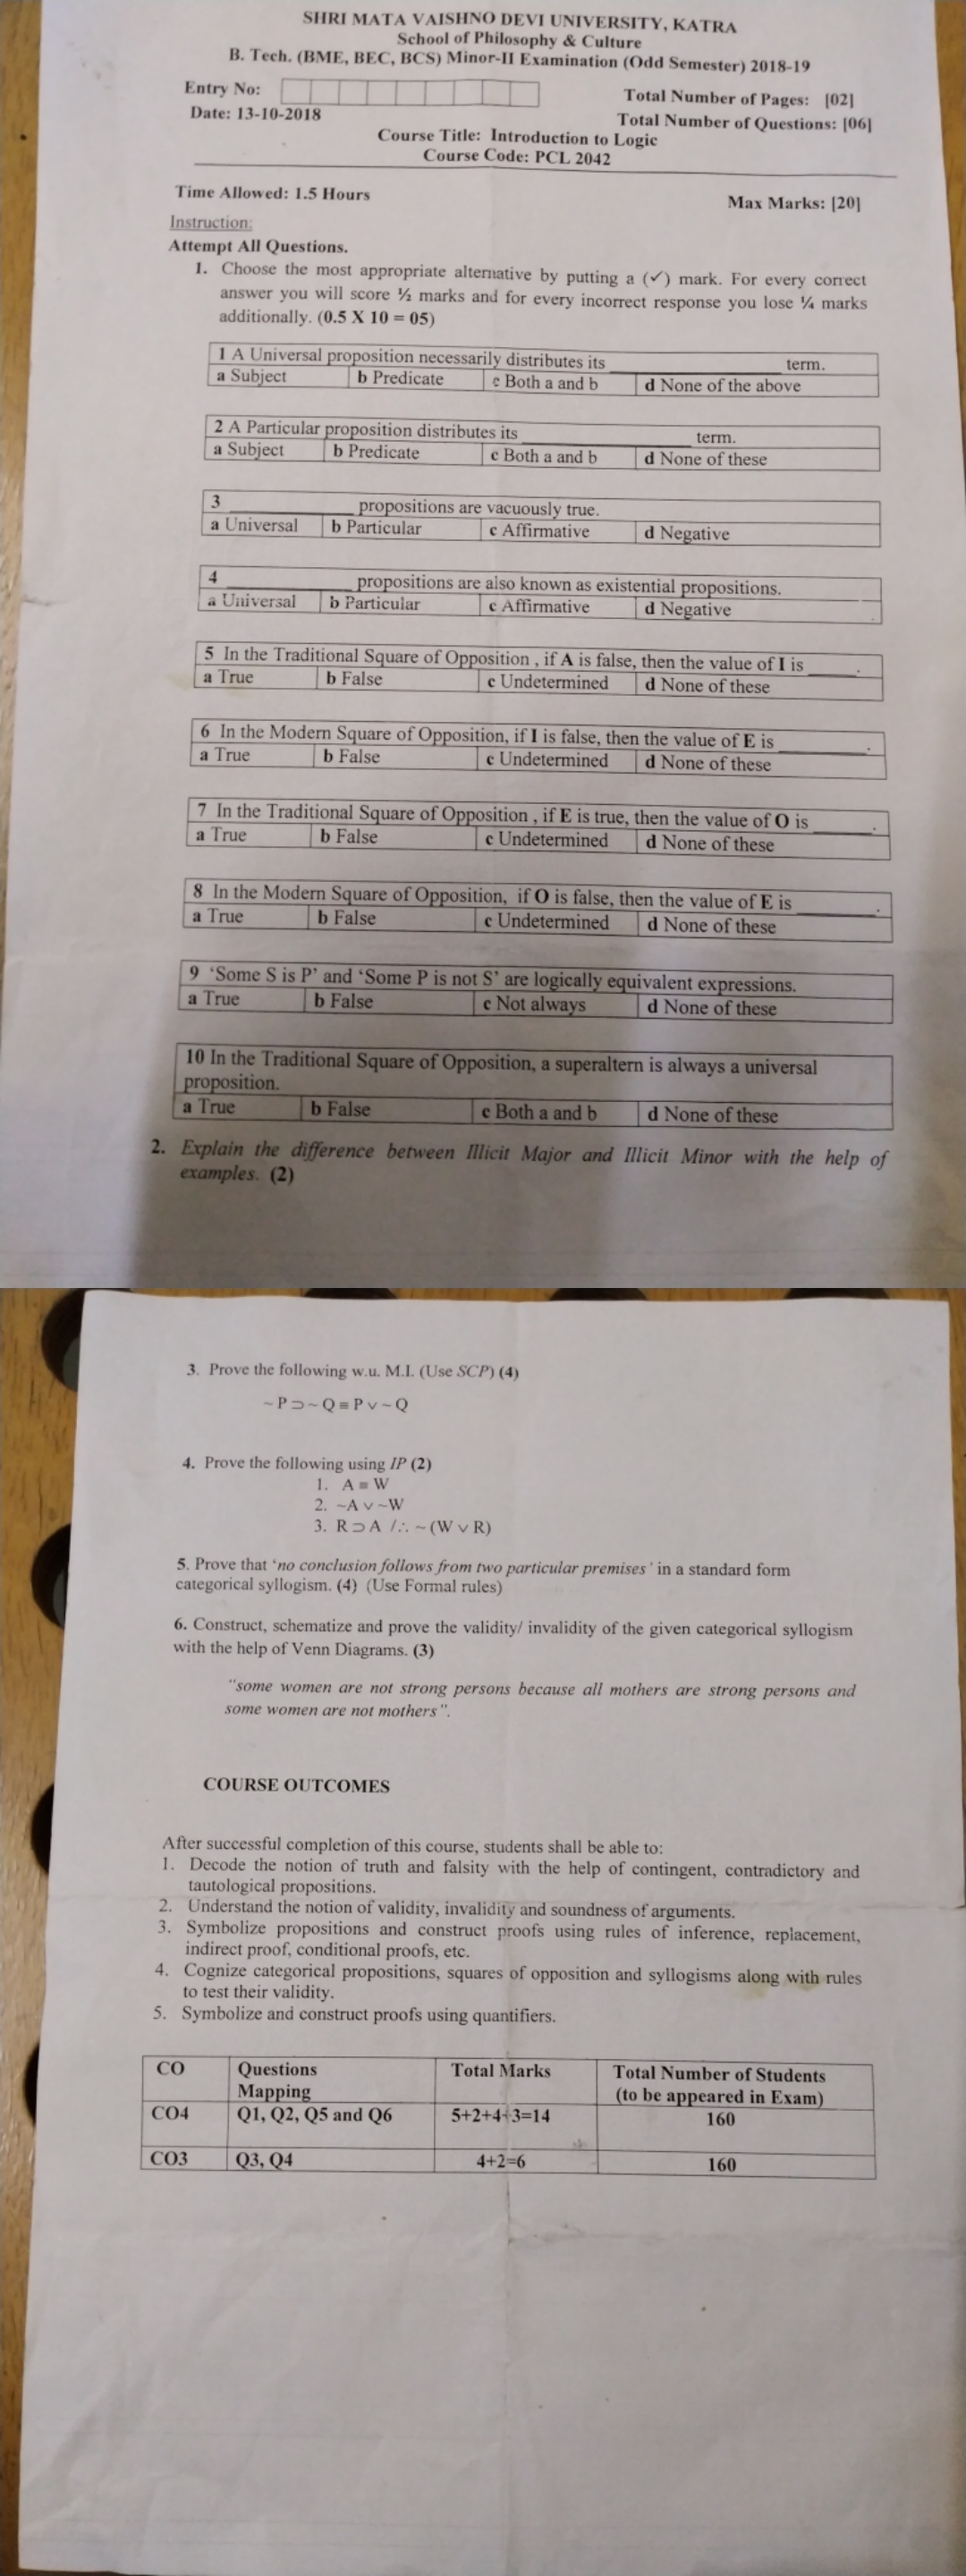 SHRI MATA VAISHNO DEVI UNIVERSITY, KATRA
School of Philosophy & Culture
B. Tech. (BME, BEC, BCS) Minor-II Examination (Odd Semester) 2018-19
Entry No:
Total Number of Pages: [02]
Date: 13-10-2018
Total Number of Questions: [06]
Course Title: Introduction to Logic
Course Code: PCL 2042
Time Allowed: 1.5 Hours
Max Marks: [20]
Instruction:
Attempt All Questions.
1. Choose the most appropriate alternative by putting a (✓) mark. For every correct
answer you will score ½ marks and for every incorrect response you lose ¼ marks
additionally. (0.5 X 10 = 05)
1 A Universal proposition necessarily distributes its ____________ term.
a Subject b Predicate c Both a and b d None of the above
2 A Particular proposition distributes its ____________ term.
a Subject b Predicate c Both a and b d None of these
3 ____________ propositions are vacuously true.
a Universal b Particular c Affirmative d Negative
4 ____________ propositions are also known as existential propositions.
a Universal b Particular c Affirmative d Negative
5 In the Traditional Square of Opposition , if A is false, then the value of I is ______.
a True b False c Undetermined d None of these
6 In the Modern Square of Opposition, if I is false, then the value of E is ________.
a True b False c Undetermined d None of these
7 In the Traditional Square of Opposition , if E is true, then the value of O is ______.
a True b False c Undetermined d None of these
8 In the Modern Square of Opposition, if O is false, then the value of E is ________.
a True b False c Undetermined d None of these
9 ‘Some S is P’ and ‘Some P is not S’ are logically equivalent expressions.
a True b False c Not always d None of these
10 In the Traditional Square of Opposition, a superaltern is always a universal
proposition.
a True b False c Both a and b d None of these
2. Explain the difference between Illicit Major and Illicit Minor with the help of
examples. (2)
3. Prove the following w.u. M.I. (Use SCP) (4)
~ P ⊃ ~ Q ≡ P ∨ ~ Q
4. Prove the following using IP (2)
1. A ≡ W
2. ~A ∨ ~W
3. R ⊃ A /∴ ~ (W ∨ R)
5. Prove that ‘no conclusion follows from two particular premises’ in a standard form
categorical syllogism. (4) (Use Formal rules)
6. Construct, schematize and prove the validity/ invalidity of the given categorical syllogism
with the help of Venn Diagrams. (3)
"some women are not strong persons because all mothers are strong persons and
some women are not mothers".
COURSE OUTCOMES
After successful completion of this course, students shall be able to:
1. Decode the notion of truth and falsity with the help of contingent, contradictory and
tautological propositions.
2. Understand the notion of validity, invalidity and soundness of arguments.
3. Symbolize propositions and construct proofs using rules of inference, replacement,
indirect proof, conditional proofs, etc.
4. Cognize categorical propositions, squares of opposition and syllogisms along with rules
to test their validity.
5. Symbolize and construct proofs using quantifiers.
CO Questions Total Marks Total Number of Students
Mapping (to be appeared in Exam)
CO4 Q1, Q2, Q5 and Q6 5+2+4+3=14 160
CO3 Q3, Q4 4+2=6 160